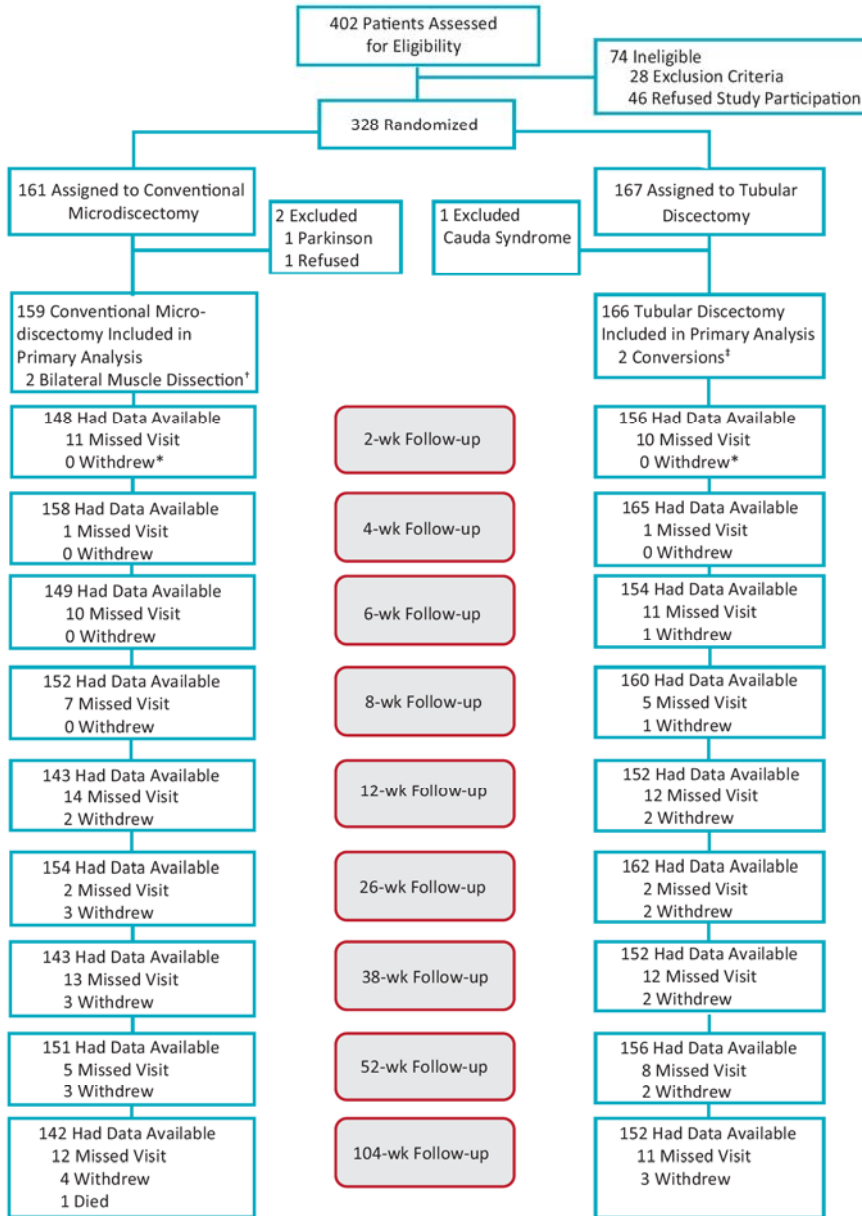 402 Patients Assessed
for Eligibility
74 Ineligible
28 Exclusion Criteria
46 Refused Study Participation
328 Randomized
161 Assigned to Conventional
Microdiscectomy
167 Assigned to Tubular
Discectomy
2 Excluded
1 Parkinson
1 Refused
1 Excluded
Cauda Syndrome
159 Conventional Micro-
discectomy Included in
Primary Analysis
2 Bilateral Muscle Dissection†
166 Tubular Discectomy
Included in Primary Analysis
2 Conversions‡
148 Had Data Available
11 Missed Visit
0 Withdrew*
2-wk Follow-up
156 Had Data Available
10 Missed Visit
0 Withdrew*
158 Had Data Available
1 Missed Visit
0 Withdrew
4-wk Follow-up
165 Had Data Available
1 Missed Visit
0 Withdrew
149 Had Data Available
10 Missed Visit
0 Withdrew
6-wk Follow-up
154 Had Data Available
11 Missed Visit
1 Withdrew
152 Had Data Available
7 Missed Visit
0 Withdrew
8-wk Follow-up
160 Had Data Available
5 Missed Visit
1 Withdrew
143 Had Data Available
14 Missed Visit
2 Withdrew
12-wk Follow-up
152 Had Data Available
12 Missed Visit
2 Withdrew
154 Had Data Available
2 Missed Visit
3 Withdrew
26-wk Follow-up
162 Had Data Available
2 Missed Visit
2 Withdrew
143 Had Data Available
13 Missed Visit
3 Withdrew
38-wk Follow-up
152 Had Data Available
12 Missed Visit
2 Withdrew
151 Had Data Available
5 Missed Visit
3 Withdrew
52-wk Follow-up
156 Had Data Available
8 Missed Visit
2 Withdrew
142 Had Data Available
12 Missed Visit
4 Withdrew
1 Died
104-wk Follow-up
152 Had Data Available
11 Missed Visit
3 Withdrew